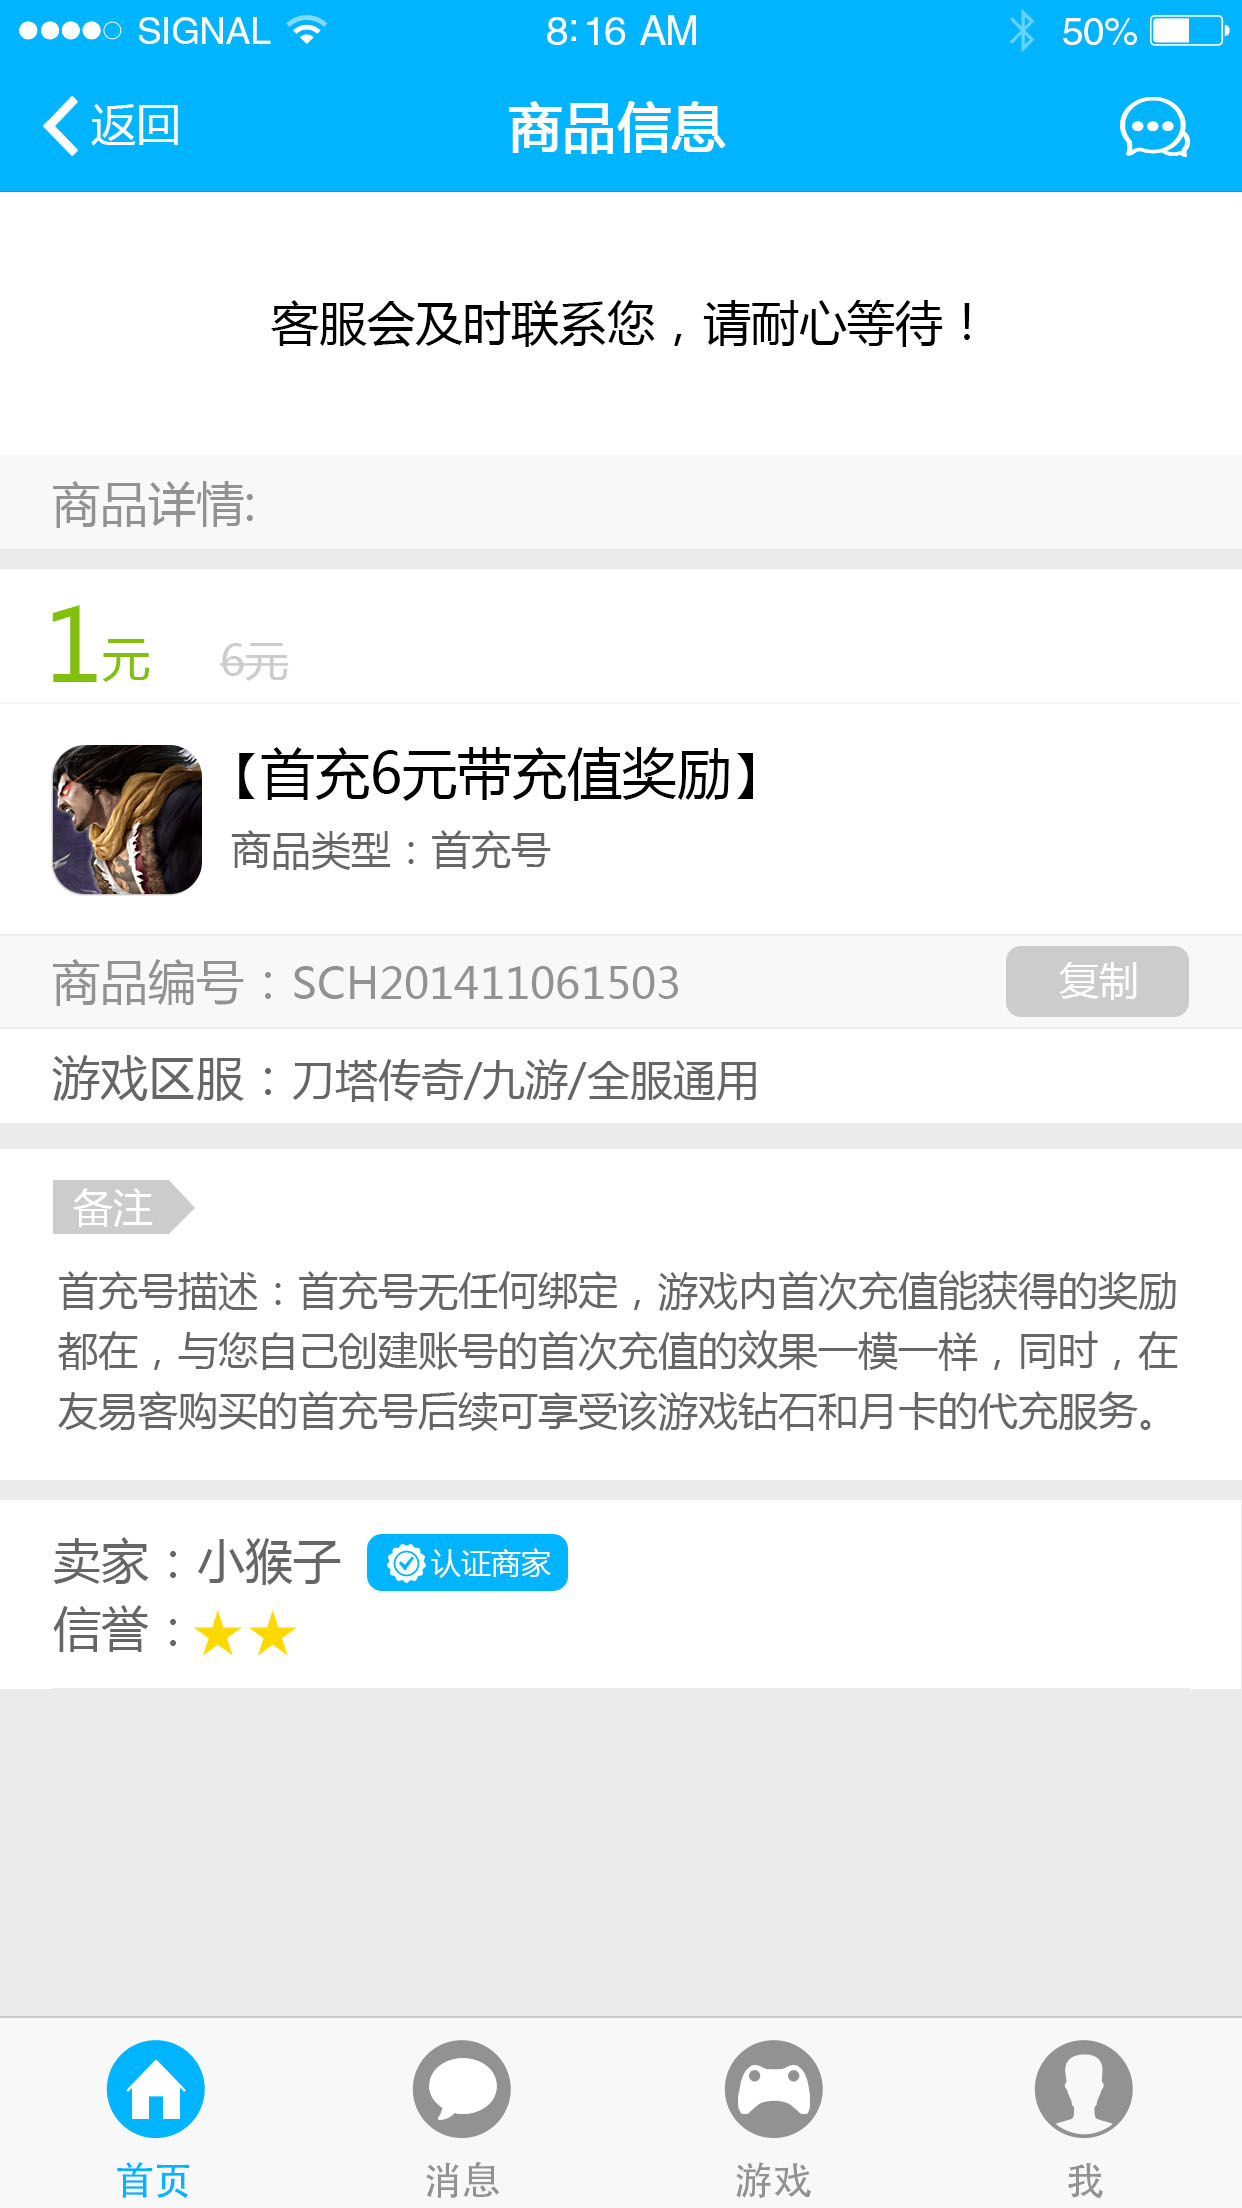 SIGNAL 8:16 AM 50%
返回 商品信息
客服会及时联系您，请耐心等待！
商品详情:
1元 6元
【首充6元带充值奖励】
商品类型：首充号
商品编号：SCH201411061503 复制
游戏区服：刀塔传奇/九游/全服通用
备注
首充号描述：首充号无任何绑定，游戏内首次充值能获得的奖励
都在，与您自己创建账号的首次充值的效果一模一样，同时，在
友易客购买的首充号后续可享受该游戏钻石和月卡的代充服务。
卖家：小猴子 认证商家
信誉：★★
首页 消息 游戏 我